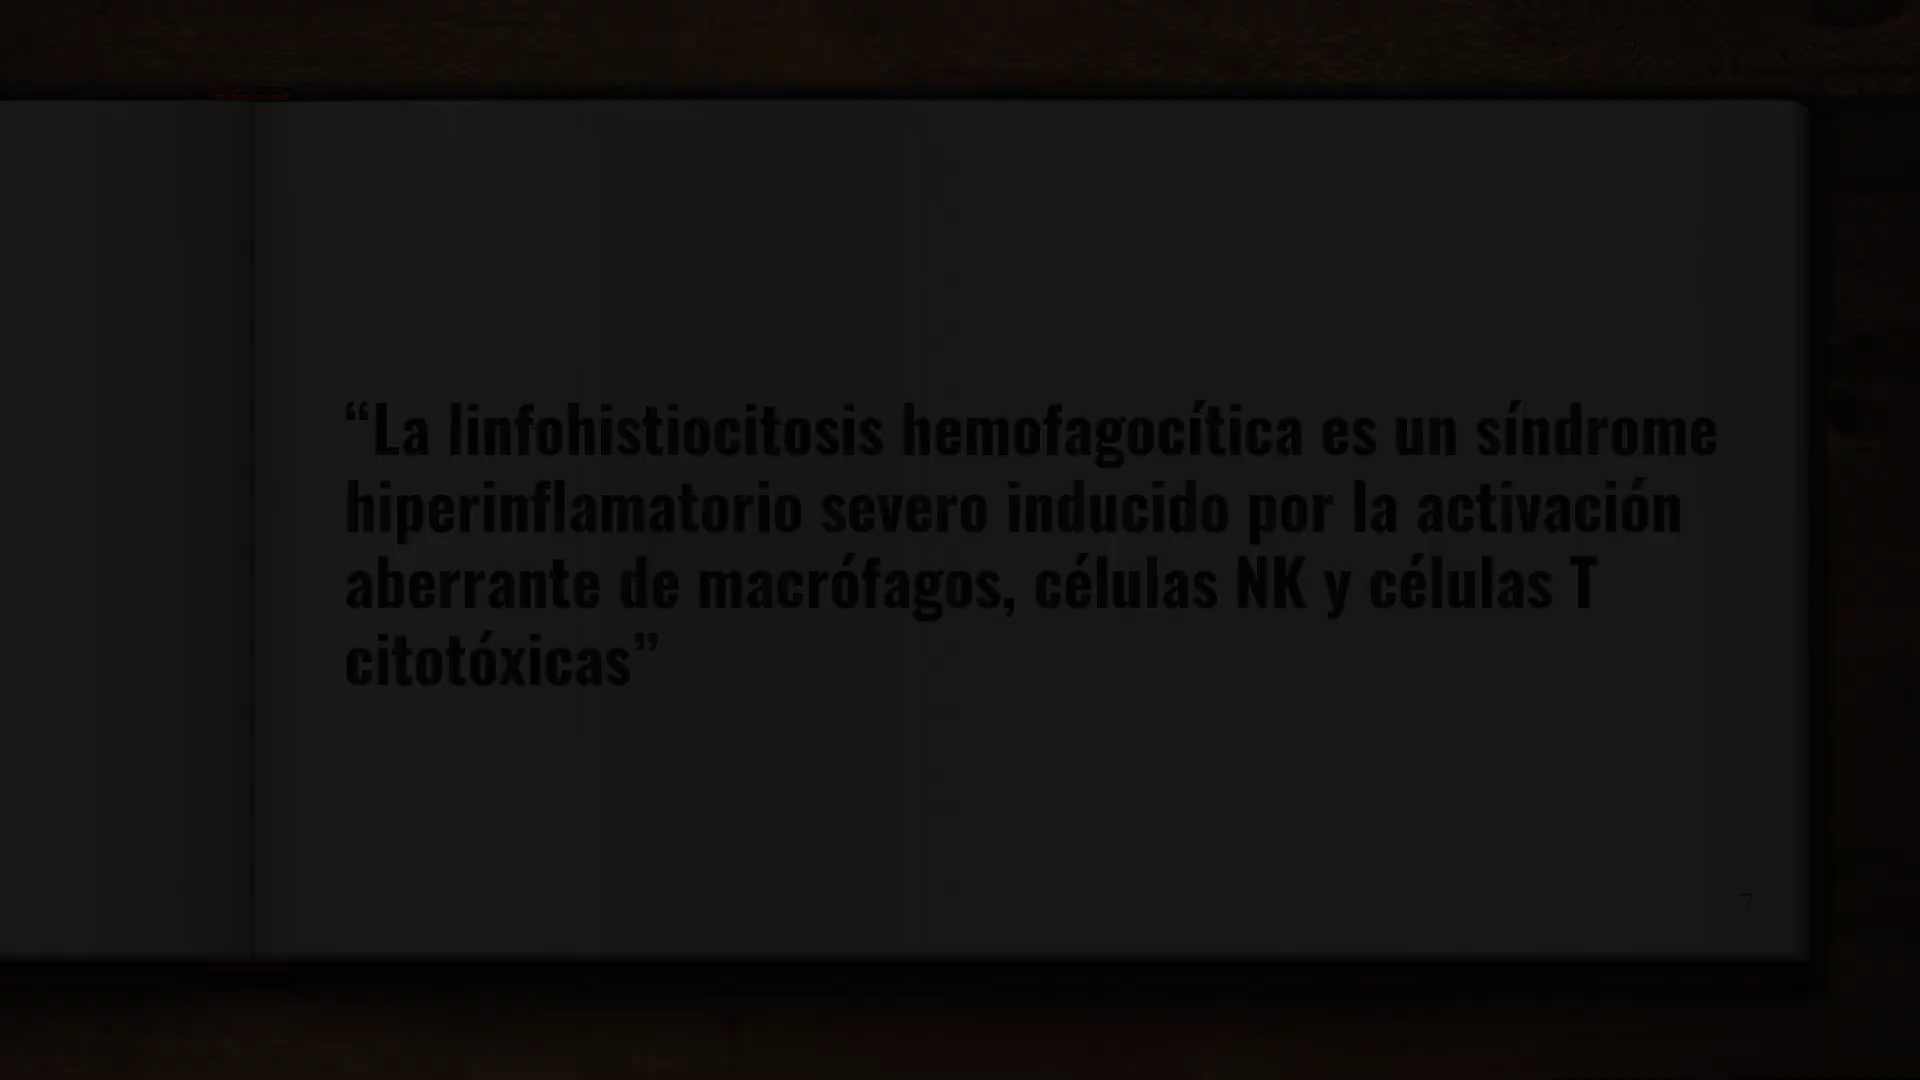 “La linfohistiocitosis hemofagocítica es un síndrome
hiperinflamatorio severo inducido por la activación
aberrante de macrófagos, células NK y células T
citotóxicas”
7